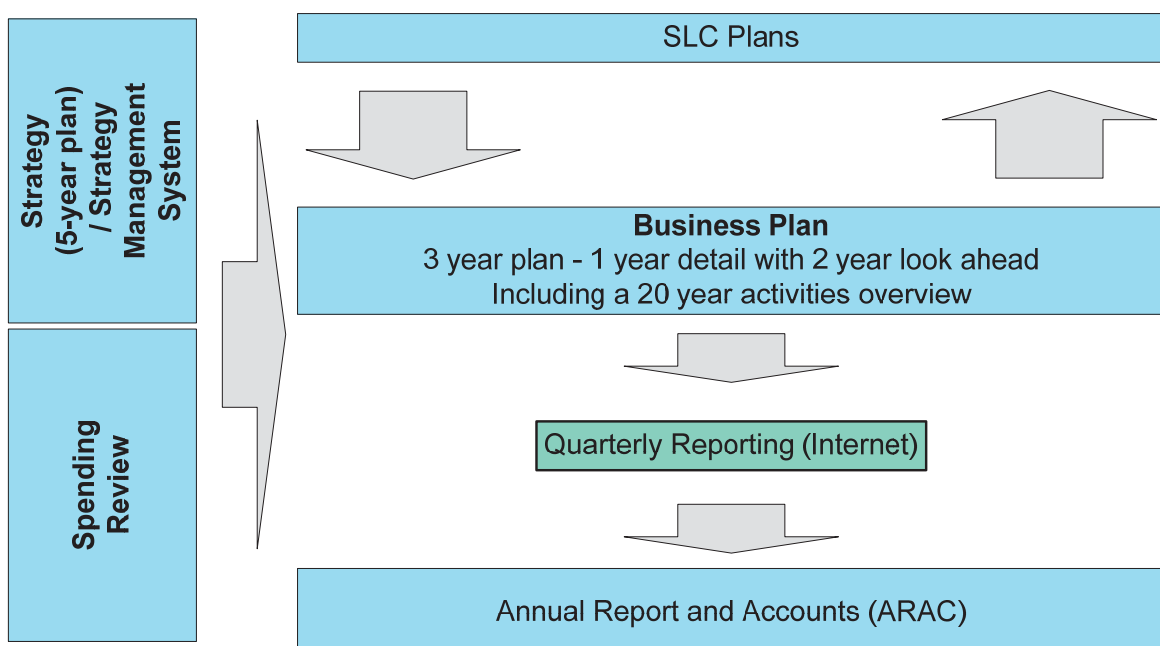 Strategy
(5-year plan)
/ Strategy
Management
System
Spending
Review
SLC Plans
Business Plan
3 year plan - 1 year detail with 2 year look ahead
Including a 20 year activities overview
Quarterly Reporting (Internet)
Annual Report and Accounts (ARAC)